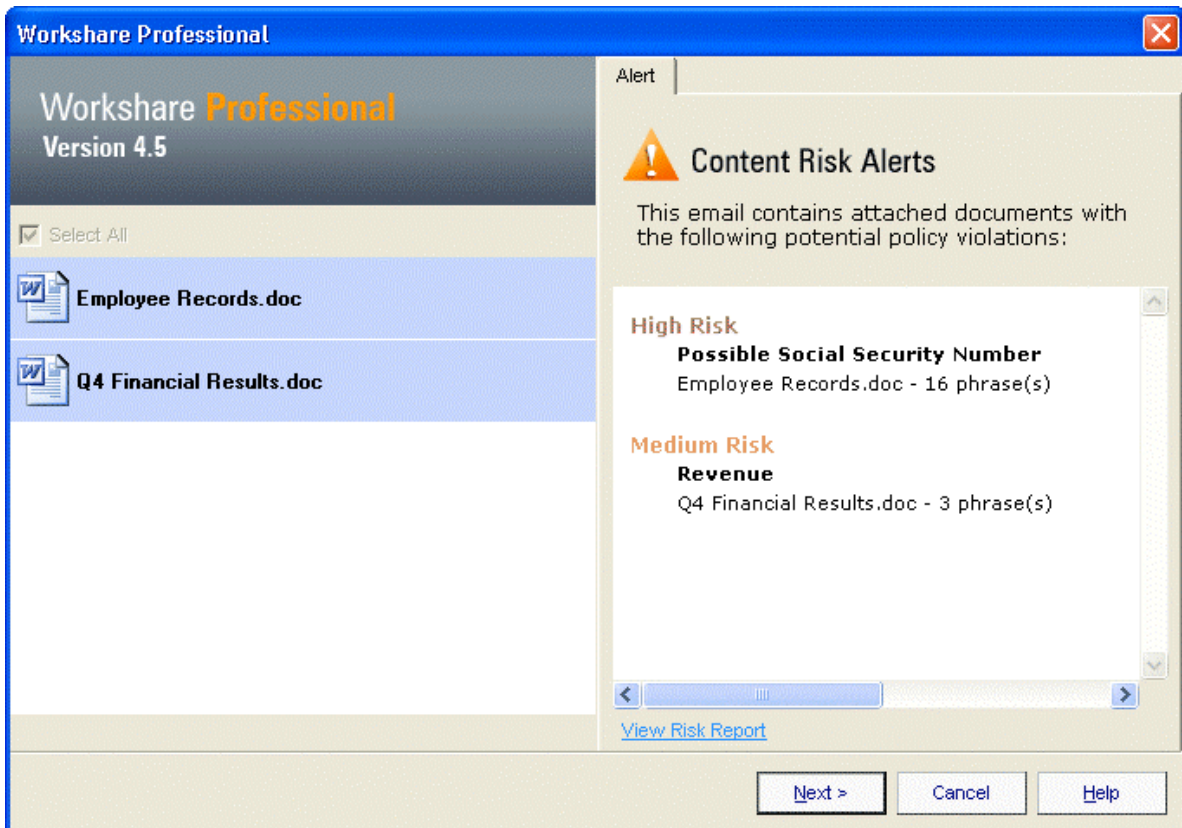 Workshare Professional
Workshare Professional
Version 4.5
Select All
Employee Records.doc
Q4 Financial Results.doc
Alert
Content Risk Alerts
This email contains attached documents with
the following potential policy violations:
High Risk
Possible Social Security Number
Employee Records.doc - 16 phrase(s)
Medium Risk
Revenue
Q4 Financial Results.doc - 3 phrase(s)
View Risk Report
Next >
Cancel
Help